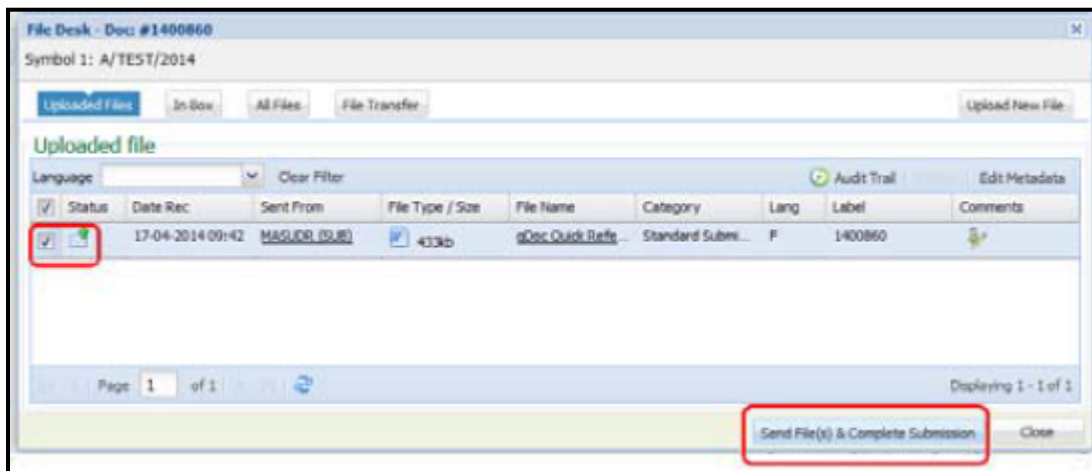 File Desk - Doc: #1400860
Symbol 1: A/TEST/2014
Uploaded Files In Box All Files File Transfer Upload New File
Uploaded file
Language Clear Filter Audit Trail Edit Metadata
Status Date Rec Sent From File Type / Size File Name Category Lang Label Comments
17-04-2014 09:42 MASUDR (SUB) 433kb gDoc Quick Refe... Standard Submi... F 1400860
Page 1 of 1 Displaying 1 - 1 of 1
Send File(s) & Complete Submission Close